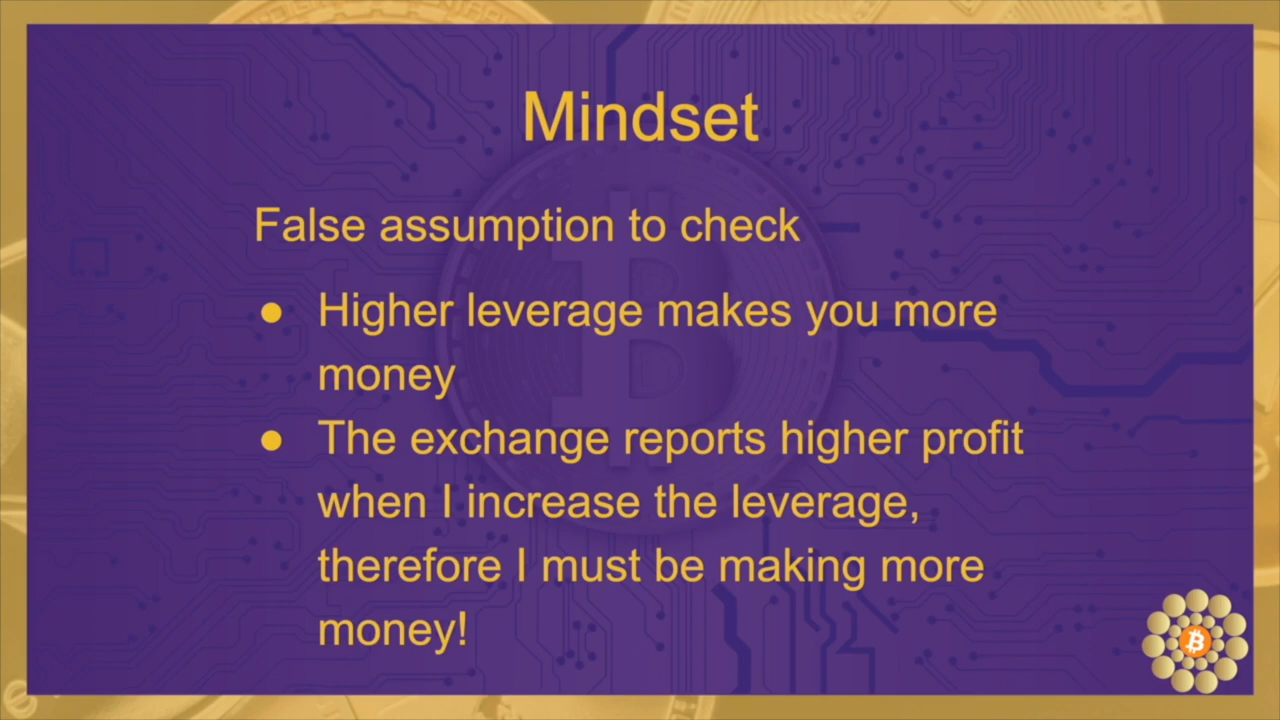 Mindset
False assumption to check
● Higher leverage makes you more
money
● The exchange reports higher profit
when I increase the leverage,
therefore I must be making more
money!